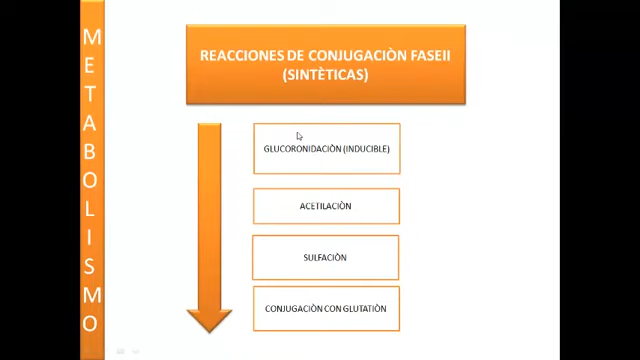 METABOLISMO
REACCIONES DE CONJUGACIÒN FASEII
(SINTÈTICAS)
GLUCORONIDACIÒN (INDUCIBLE)
ACETILACIÒN
SULFACIÒN
CONJUGACIÒN CON GLUTATIÒN